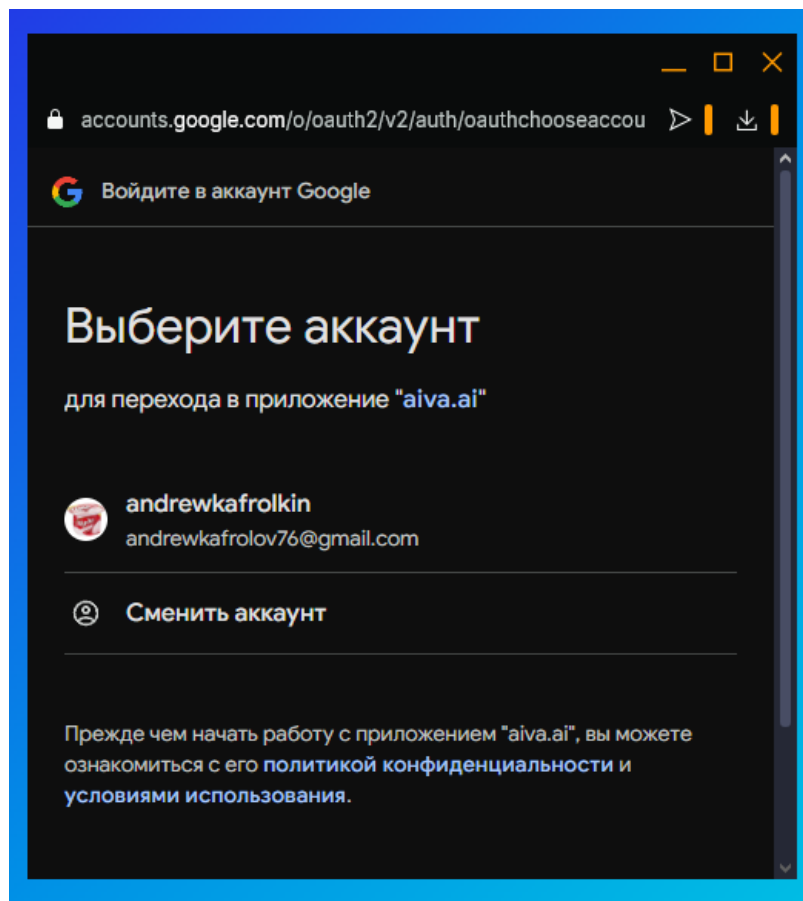 accounts.google.com/o/oauth2/v2/auth/oauthchooseaccou
Войдите в аккаунт Google
Выберите аккаунт
для перехода в приложение "aiva.ai"
andrewkafrolkin
andrewkafrolov76@gmail.com
Сменить аккаунт
Прежде чем начать работу с приложением "aiva.ai", вы можете
ознакомиться с его политикой конфиденциальности и
условиями использования.